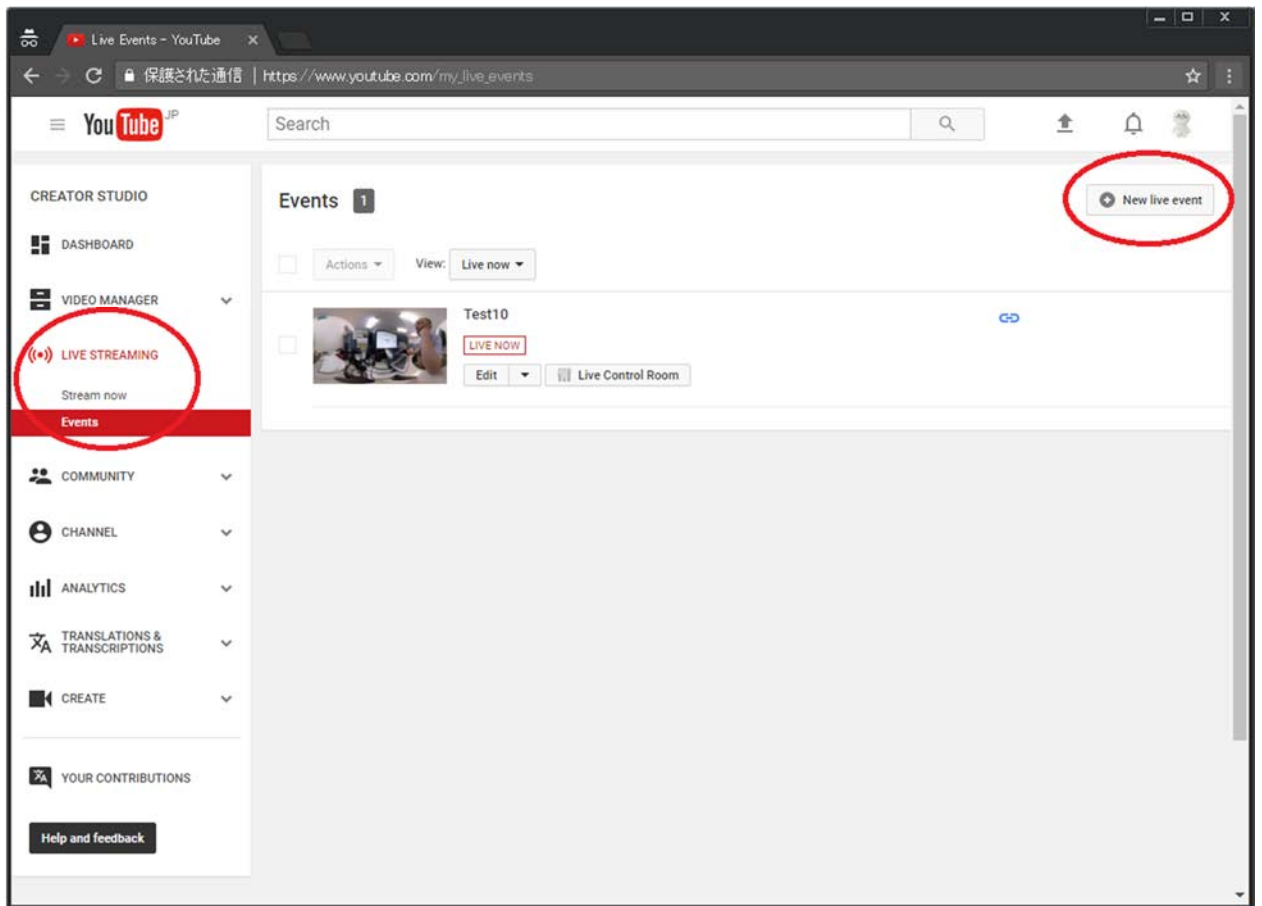 Live Events - YouTube
保護された通信 | https://www.youtube.com/my_live_events
YouTube JP
Search
CREATOR STUDIO
DASHBOARD
VIDEO MANAGER
LIVE STREAMING
Stream now
Events
COMMUNITY
CHANNEL
ANALYTICS
TRANSLATIONS &
TRANSCRIPTIONS
CREATE
YOUR CONTRIBUTIONS
Help and feedback
Events 1
New live event
Actions View: Live now
Test10
LIVE NOW
Edit Live Control Room